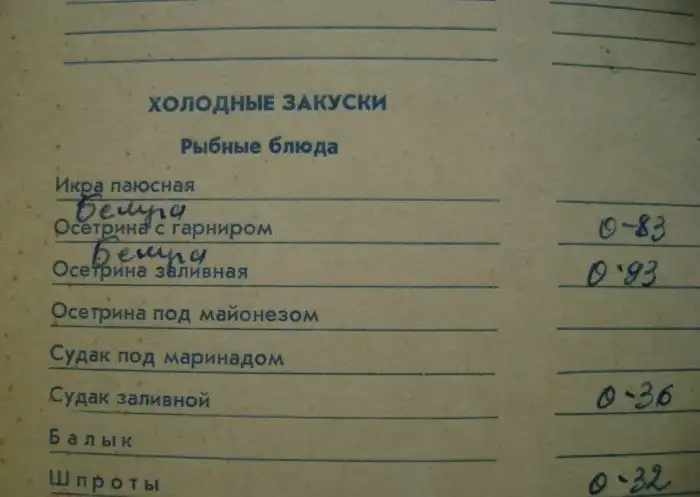 ХОЛОДНЫЕ ЗАКУСКИ
Рыбные блюда
Икра паюсная
Белуга
Осетрина с гарниром 0-83
Белуга
Осетрина заливная 0-93
Осетрина под майонезом
Судак под маринадом
Судак заливной 0-36
Балык
Шпроты 0-32